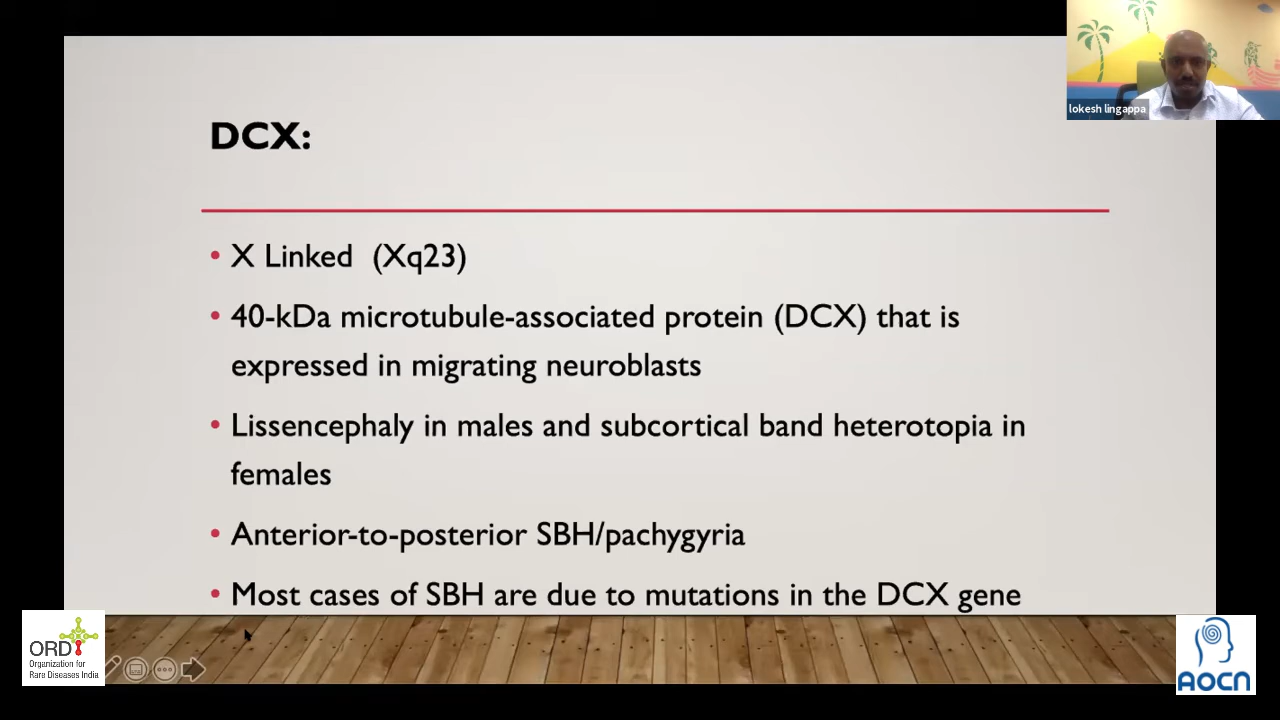 lokesh lingappa
DCX:
• X Linked (Xq23)
• 40-kDa microtubule-associated protein (DCX) that is
expressed in migrating neuroblasts
• Lissencephaly in males and subcortical band heterotopia in
females
• Anterior-to-posterior SBH/pachygyria
• Most cases of SBH are due to mutations in the DCX gene
ORDI
Organization for
Rare Diseases India
AOCN